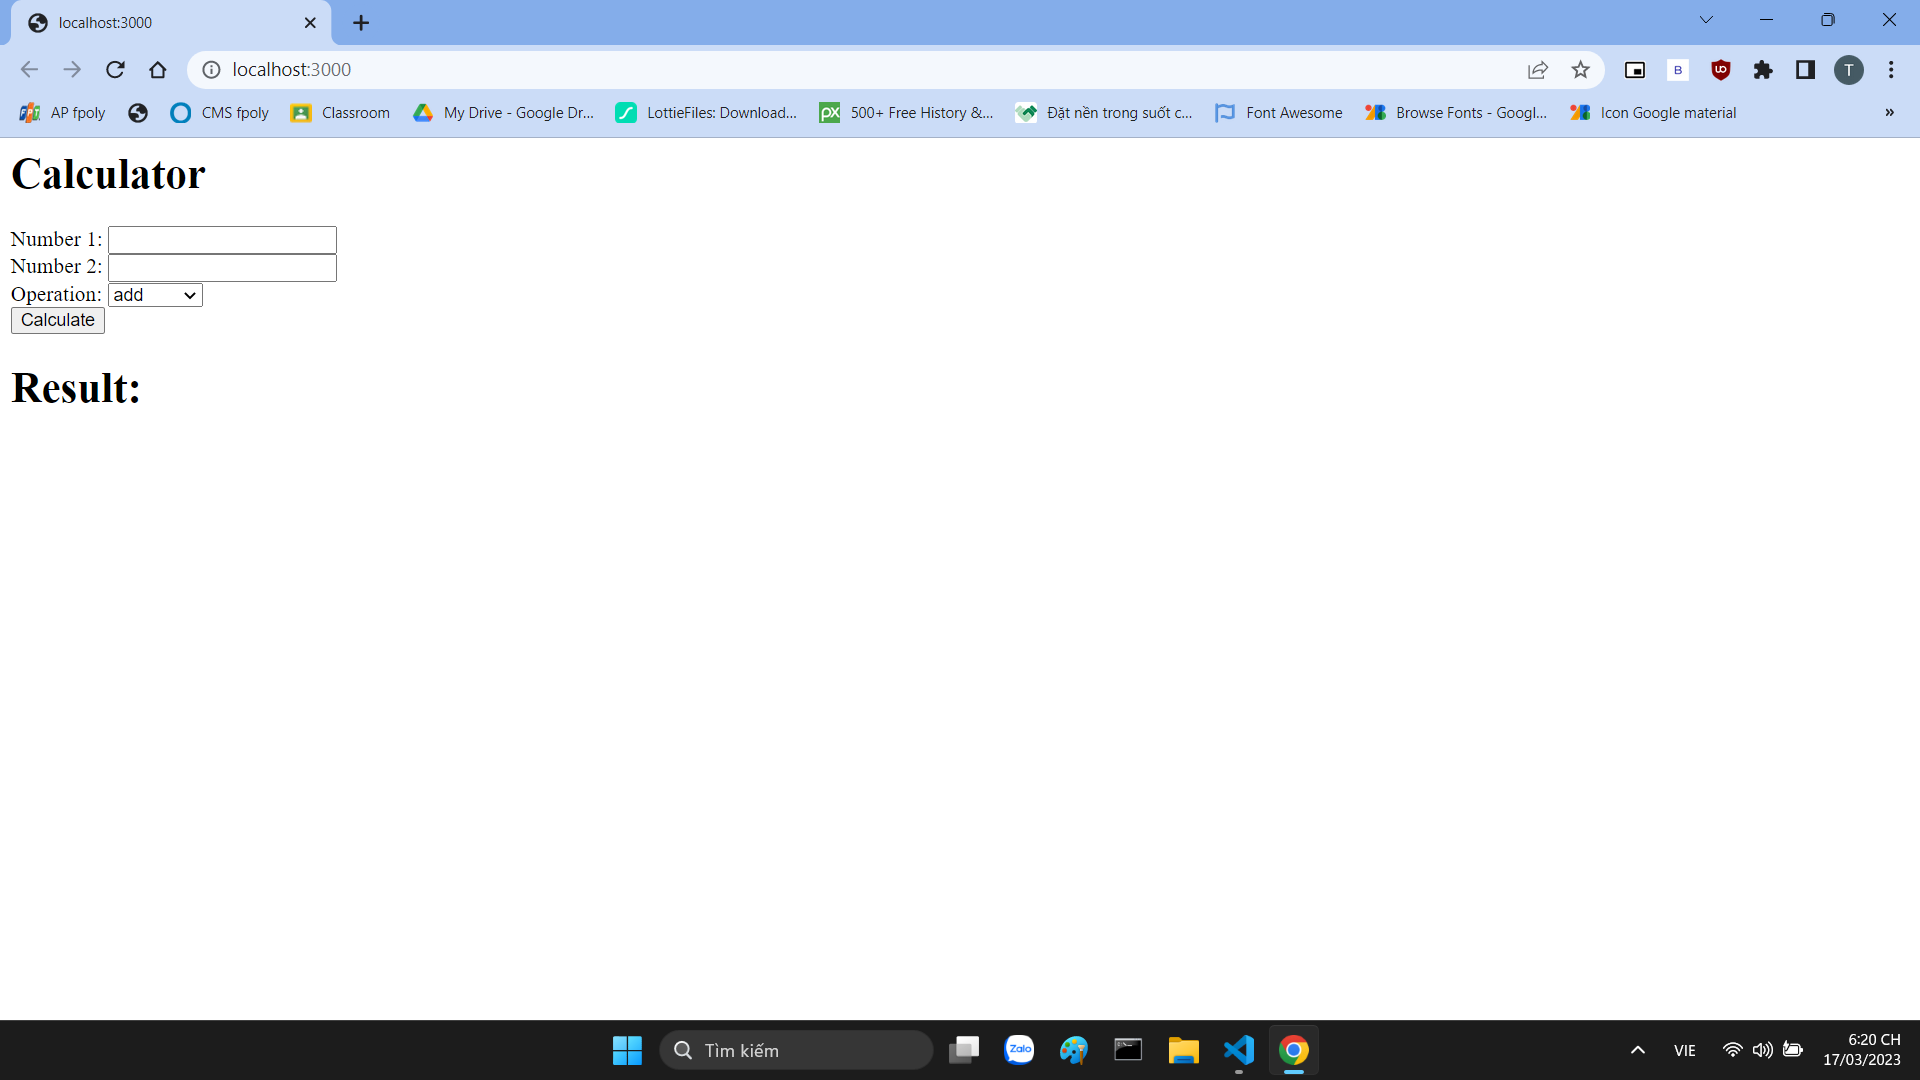 localhost:3000
localhost:3000
T
AP fpoly
CMS fpoly
Classroom
My Drive - Google Dr...
LottieFiles: Download...
px 500+ Free History &...
Đặt nền trong suốt c...
Font Awesome
Browse Fonts - Googl...
Icon Google material
»
Calculator
Number 1:
Number 2:
Operation: add
Calculate
Result:
Tìm kiếm
Zalo
VIE
6:20 CH
17/03/2023